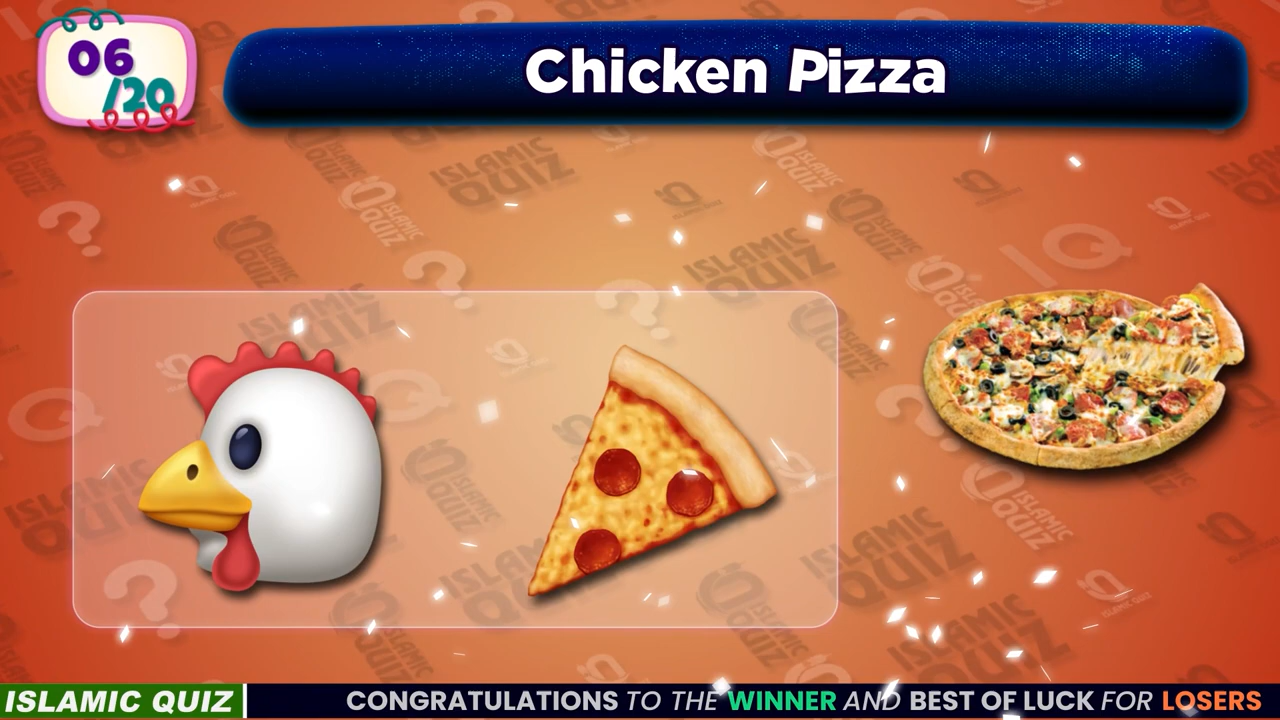 06
/20
Chicken Pizza
ISLAMIC QUIZ
CONGRATULATIONS TO THE WINNER AND BEST OF LUCK FOR LOSERS